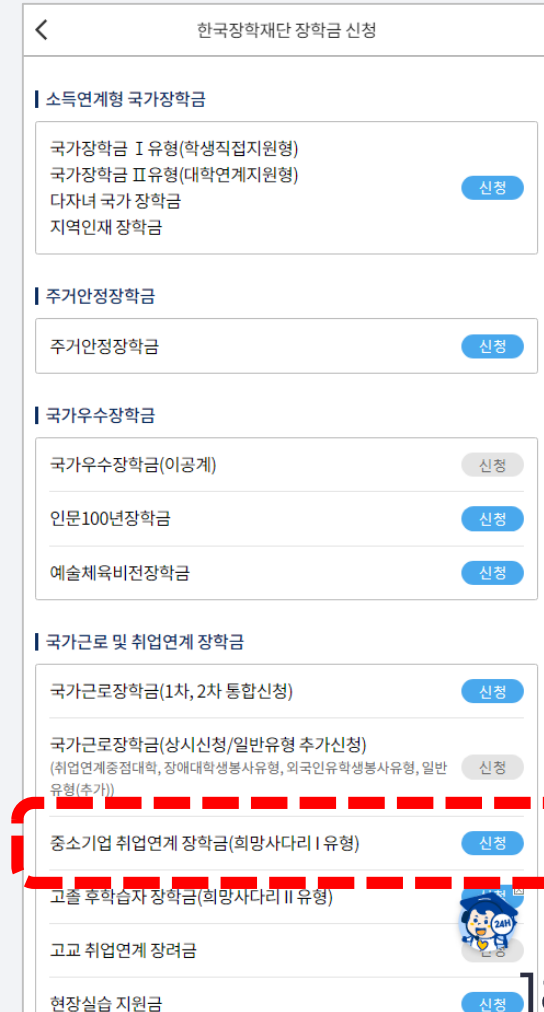 한국장학재단 장학금 신청
소득연계형 국가장학금
국가장학금 Ⅰ유형(학생직접지원형)
국가장학금 Ⅱ유형(대학연계지원형)
다자녀 국가 장학금
지역인재 장학금
신청
주거안정장학금
주거안정장학금
신청
국가우수장학금
국가우수장학금(이공계)
신청
인문100년장학금
신청
예술체육비전장학금
신청
국가근로 및 취업연계 장학금
국가근로장학금(1차, 2차 통합신청)
신청
국가근로장학금(상시신청/일반유형 추가신청)
(취업연계중점대학, 장애대학생봉사유형, 외국인유학생봉사유형, 일반
유형(추가))
신청
중소기업 취업연계 장학금(희망사다리 I 유형)
신청
고졸 후학습자 장학금(희망사다리 II 유형)
24H
고교 취업연계 장려금
현장실습 지원금
신청